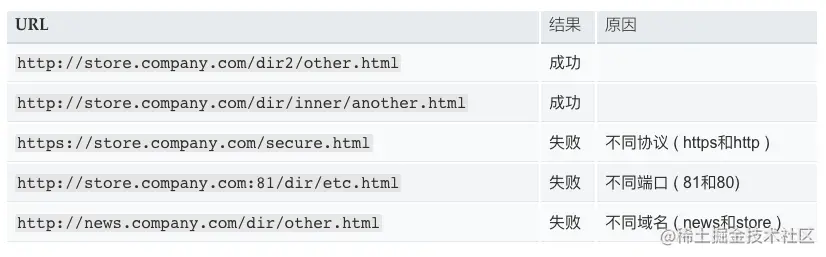 URL 结果 原因
http://store.company.com/dir2/other.html 成功
http://store.company.com/dir/inner/another.html 成功
https://store.company.com/secure.html 失败 不同协议 ( https和http )
http://store.company.com:81/dir/etc.html 失败 不同端口 ( 81和80)
http://news.company.com/dir/other.html 失败 不同域名 ( news和store )
@稀土掘金技术社区